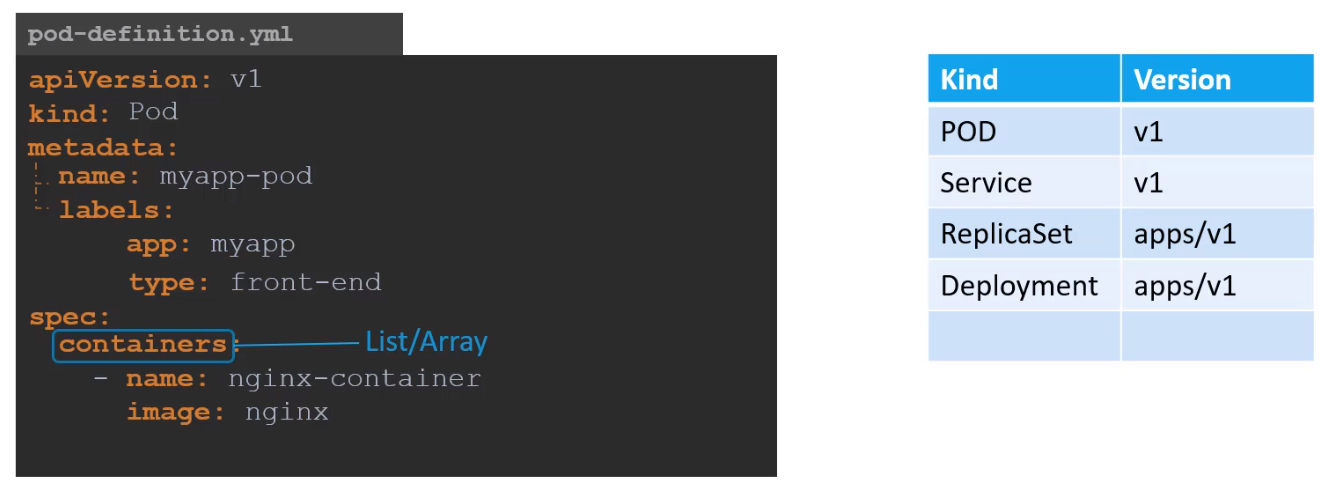 pod-definition.yml
apiVersion: v1
kind: Pod
metadata:
name: myapp-pod
labels:
app: myapp
type: front-end
spec:
containers:
List/Array
- name: nginx-container
image: nginx
Kind Version
POD v1
Service v1
ReplicaSet apps/v1
Deployment apps/v1